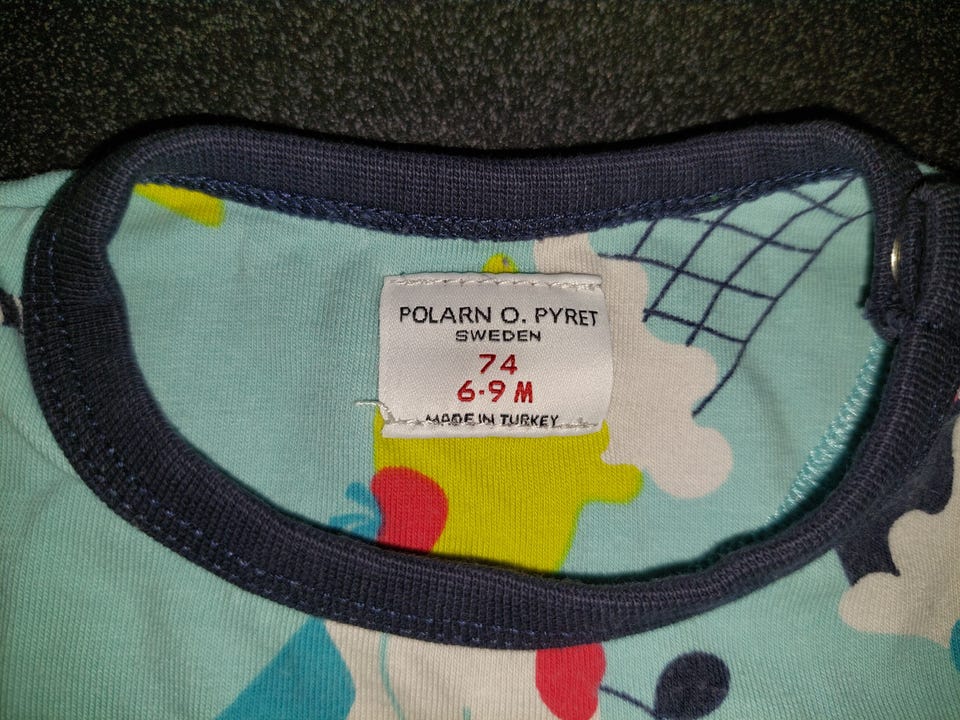 POLARN O. PYRET
SWEDEN
74
6-9 M
MADE IN TURKEY